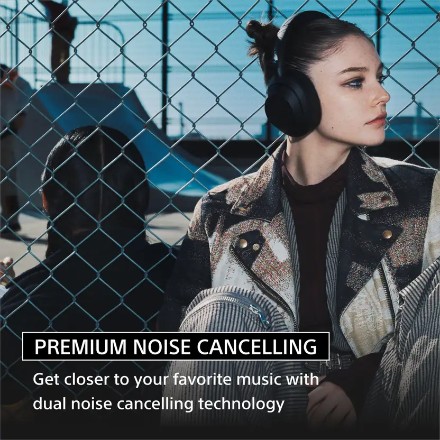 PREMIUM NOISE CANCELLING
Get closer to your favorite music with
dual noise cancelling technology